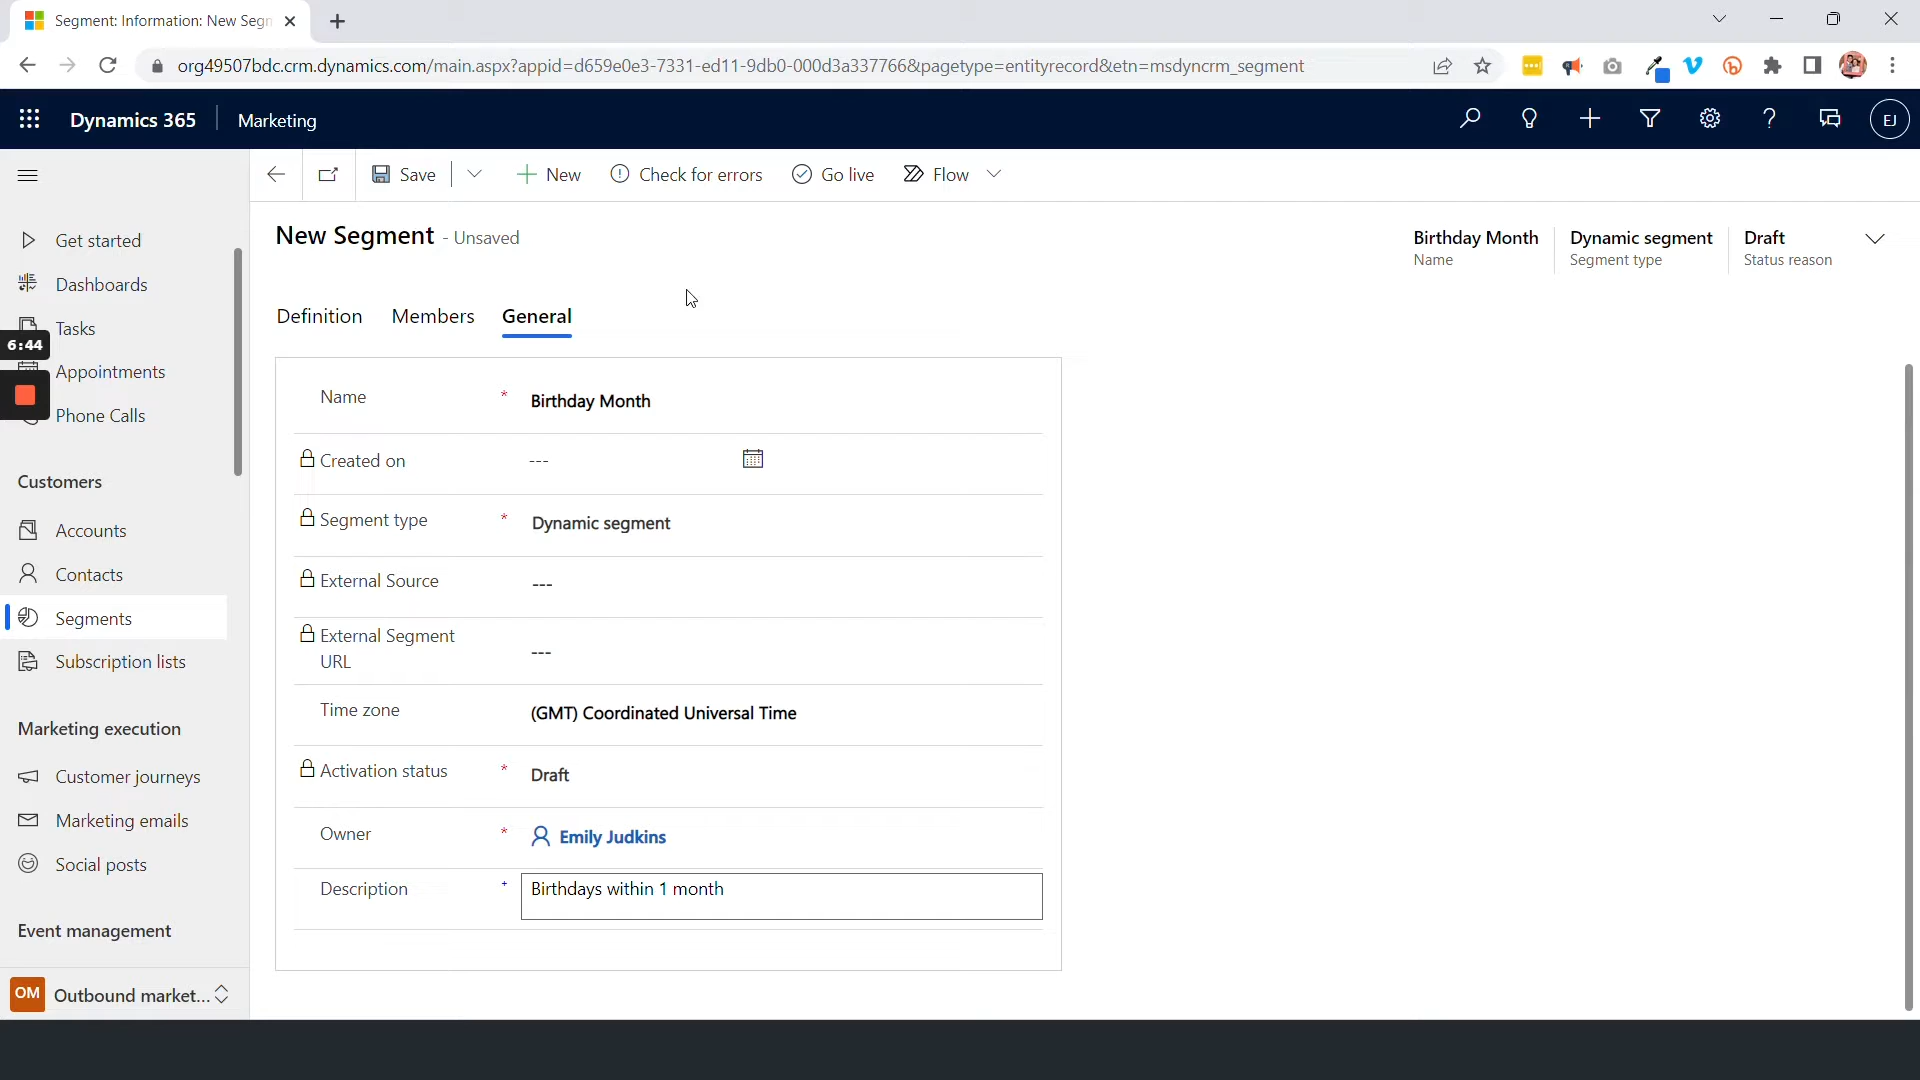 Segment: Information: New Segn
org49507bdc.crm.dynamics.com/main.aspx?appid=d659e0e3-7331-ed11-9db0-000d3a337766&pagetype=entityrecord&etn=msdyncrm_segment
Dynamics 365
Marketing
EJ
Save
New
Check for errors
Go live
Flow
New Segment - Unsaved
Birthday Month
Name
Dynamic segment
Segment type
Draft
Status reason
Get started
Dashboards
Tasks
6:44
Appointments
Phone Calls
Customers
Accounts
Contacts
Segments
Subscription lists
Marketing execution
Customer journeys
Marketing emails
Social posts
Event management
OM Outbound market...
Definition
Members
General
Name * Birthday Month
Created on ---
Segment type * Dynamic segment
External Source ---
External Segment
URL
---
Time zone (GMT) Coordinated Universal Time
Activation status * Draft
Owner * Emily Judkins
Description + Birthdays within 1 month